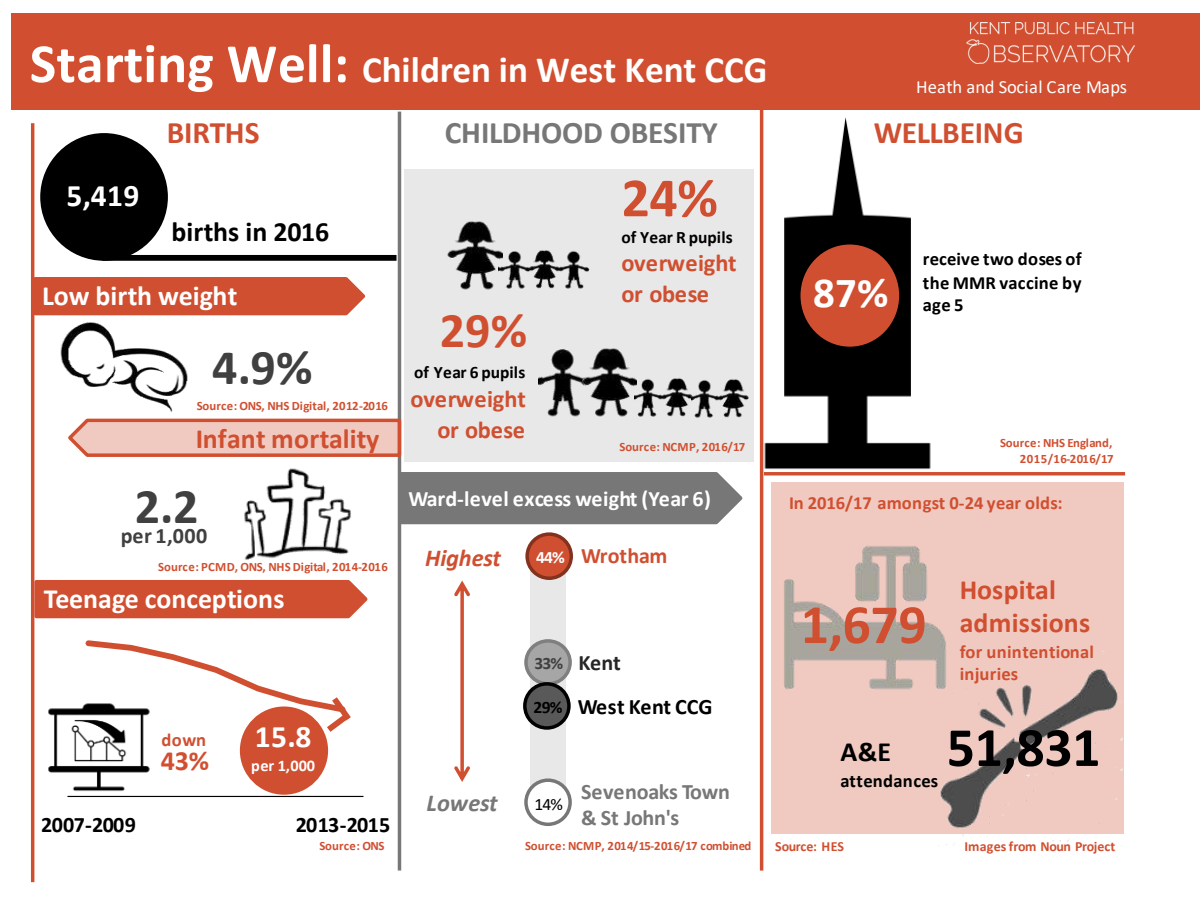 Starting Well: Children in West Kent CCG
KENT PUBLIC HEALTH
OBSERVATORY
Heath and Social Care Maps
BIRTHS
5,419
births in 2016
Low birth weight
4.9%
Source: ONS, NHS Digital, 2012-2016
Infant mortality
2.2
per 1,000
Source: PCMD, ONS, NHS Digital, 2014-2016
Teenage conceptions
down
43%
15.8
per 1,000
2007-2009
2013-2015
Source: ONS
CHILDHOOD OBESITY
24%
of Year R pupils
overweight
or obese
29%
of Year 6 pupils
overweight
or obese
Source: NCMP, 2016/17
Ward-level excess weight (Year 6)
Highest
44%
Wrotham
33%
Kent
29%
West Kent CCG
Lowest
14%
Sevenoaks Town
& St John's
Source: NCMP, 2014/15-2016/17 combined
WELLBEING
87%
receive two doses of
the MMR vaccine by
age 5
Source: NHS England,
2015/16-2016/17
In 2016/17 amongst 0-24 year olds:
1,679
Hospital
admissions
for unintentional
injuries
A&E
attendances
51,831
Source: HES
Images from Noun Project